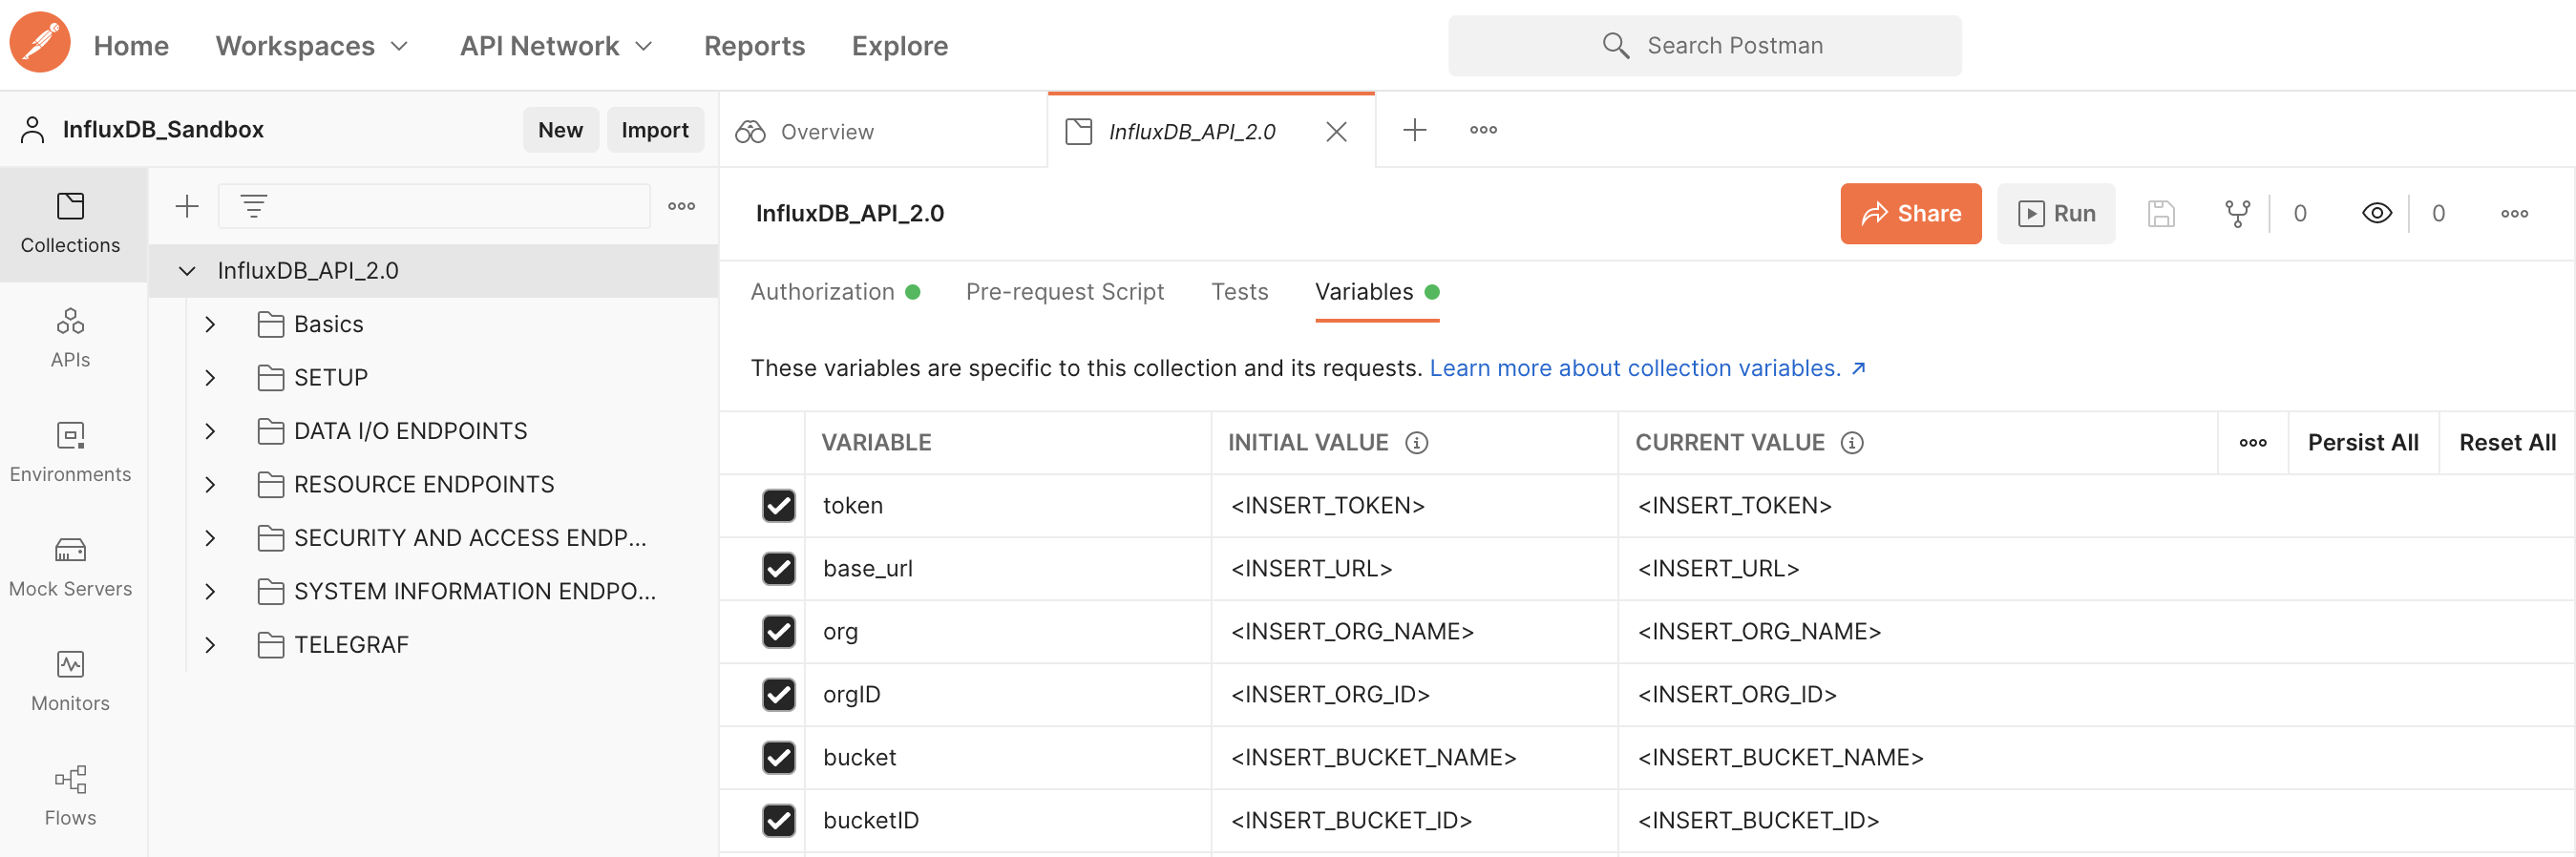 Home Workspaces API Network Reports Explore Search Postman
InfluxDB_Sandbox New Import Overview InfluxDB_API_2.0
InfluxDB_API_2.0 Share Run 0 0
Collections
InfluxDB_API_2.0
Basics
SETUP
DATA I/O ENDPOINTS
RESOURCE ENDPOINTS
SECURITY AND ACCESS ENDP...
SYSTEM INFORMATION ENDPO...
TELEGRAF
APIs
Environments
Mock Servers
Monitors
Flows
Authorization Pre-request Script Tests Variables
These variables are specific to this collection and its requests. Learn more about collection variables. ↗
VARIABLE INITIAL VALUE CURRENT VALUE Persist All Reset All
token <INSERT_TOKEN> <INSERT_TOKEN>
base_url <INSERT_URL> <INSERT_URL>
org <INSERT_ORG_NAME> <INSERT_ORG_NAME>
orgID <INSERT_ORG_ID> <INSERT_ORG_ID>
bucket <INSERT_BUCKET_NAME> <INSERT_BUCKET_NAME>
bucketID <INSERT_BUCKET_ID> <INSERT_BUCKET_ID>